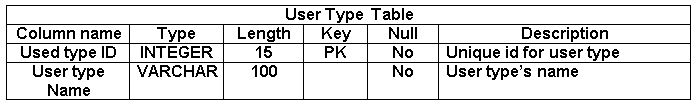 User Type Table
Column name Type Length Key Null Description
Used type ID INTEGER 15 PK No Unique id for user type
User type VARCHAR 100 No User type's name
Name